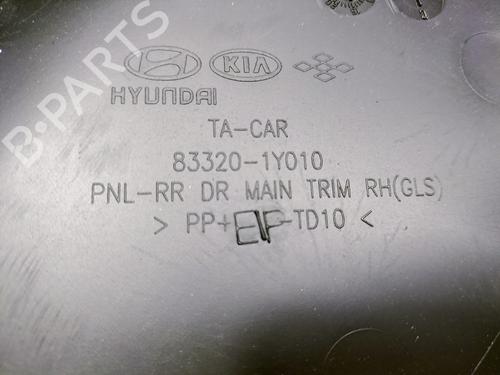 B-PARTS
KIA
HYUNDAI
TA-CAR
83320-1Y010
PNL-RR DR MAIN TRIM RH(GLS)
> PP+EP-TD10 <